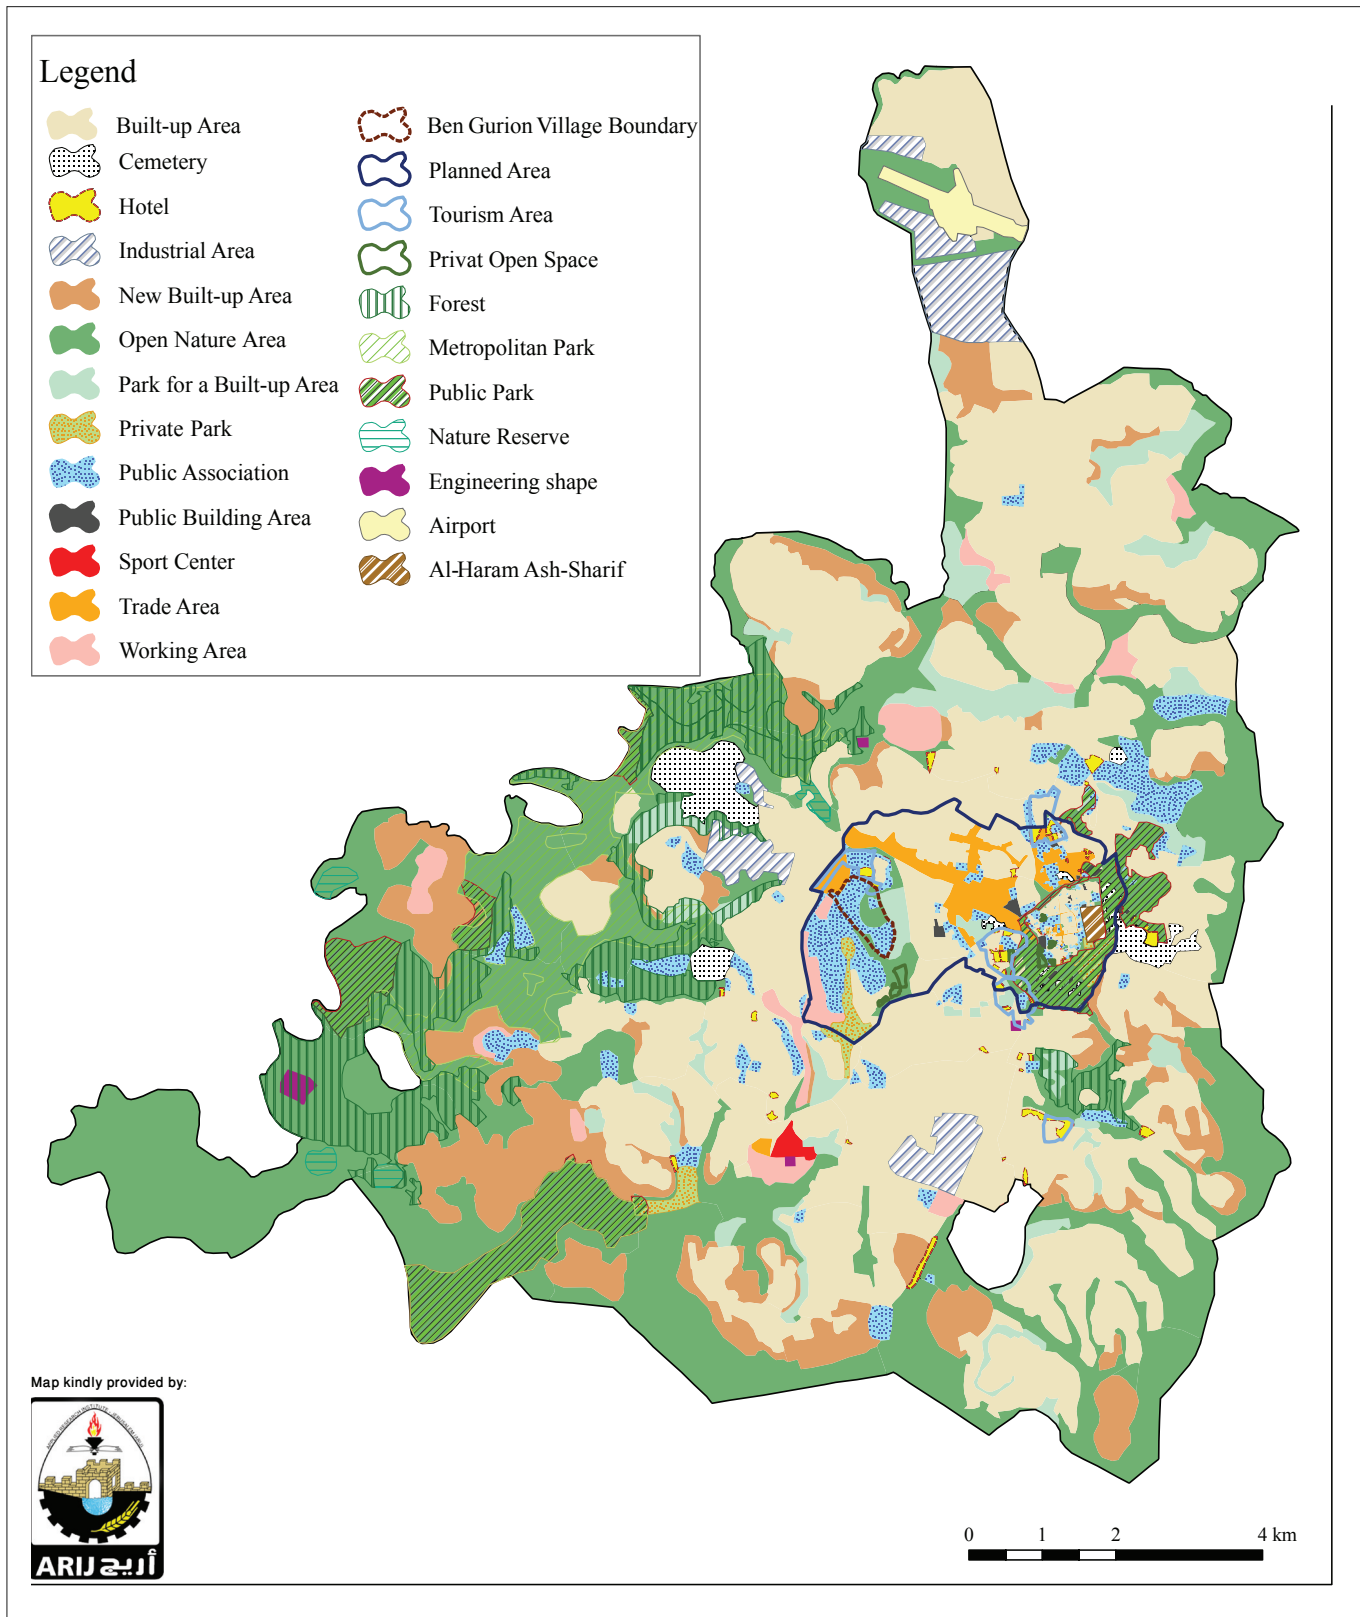 Legend
Built-up Area
Cemetery
Hotel
Industrial Area
New Built-up Area
Open Nature Area
Park for a Built-up Area
Private Park
Public Association
Public Building Area
Sport Center
Trade Area
Working Area
Ben Gurion Village Boundary
Planned Area
Tourism Area
Privat Open Space
Forest
Metropolitan Park
Public Park
Nature Reserve
Engineering shape
Airport
Al-Haram Ash-Sharif
Map kindly provided by:
ARIJ أريج
0 1 2 4 km